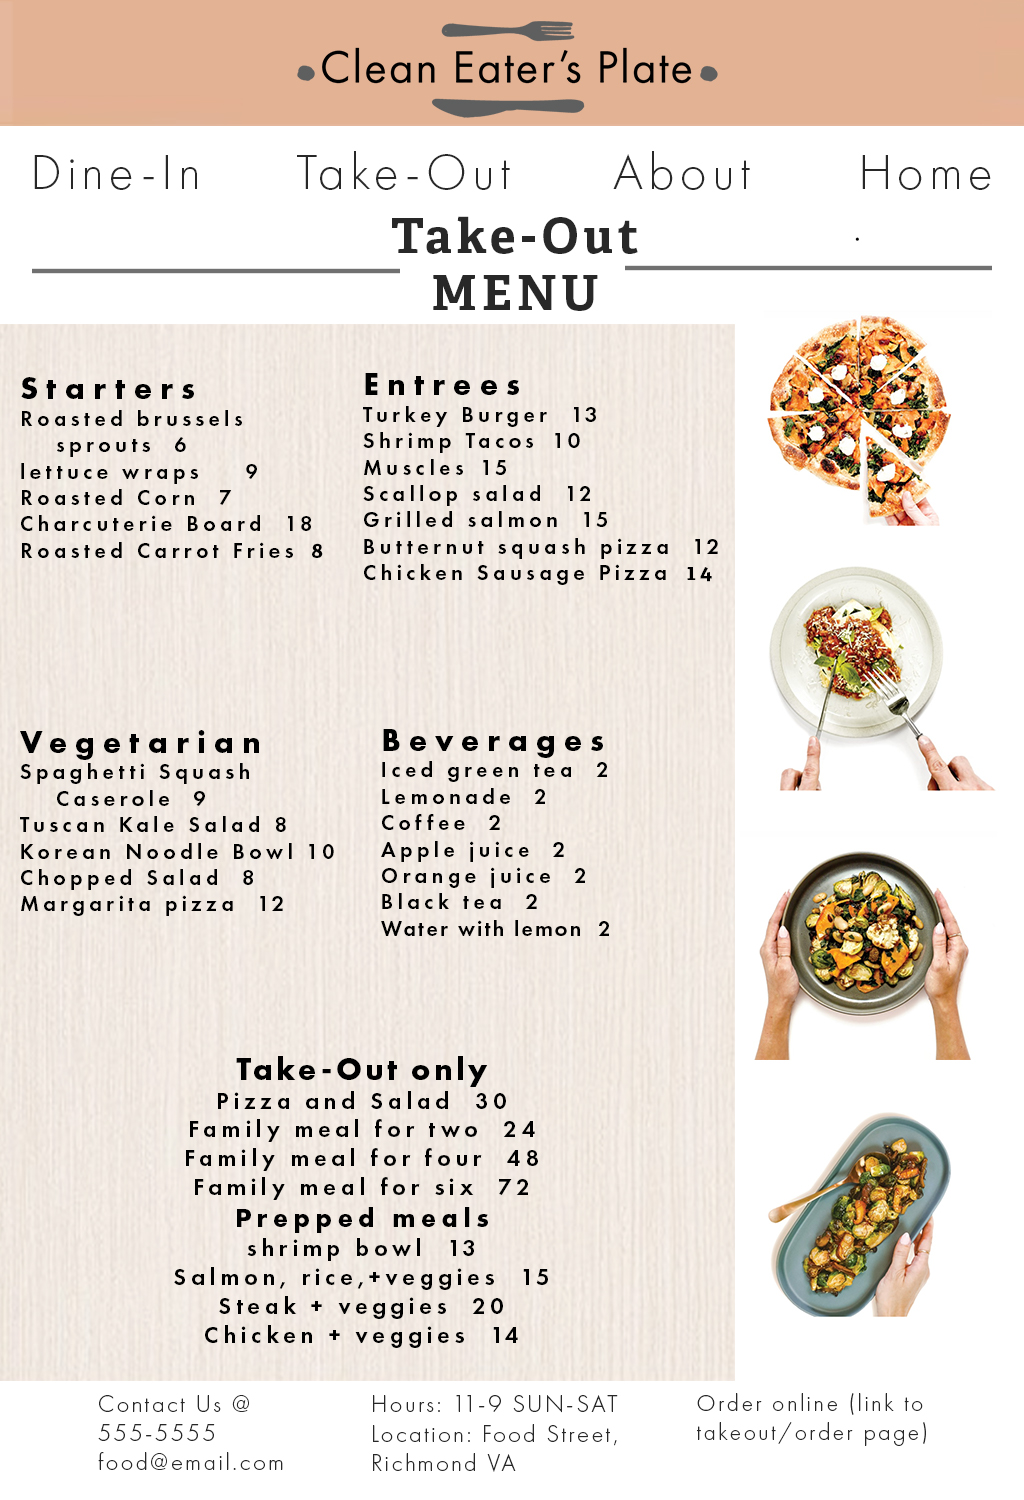 Clean Eater's Plate
Dine-In Take-Out About Home
Take-Out
MENU
Starters
Roasted brussels
sprouts 6
lettuce wraps 9
Roasted Corn 7
Charcuterie Board 18
Roasted Carrot Fries 8
Entrees
Turkey Burger 13
Shrimp Tacos 10
Muscles 15
Scallop salad 12
Grilled salmon 15
Butternut squash pizza 12
Chicken Sausage Pizza 14
Vegetarian
Spaghetti Squash
Caserole 9
Tuscan Kale Salad 8
Korean Noodle Bowl 10
Chopped Salad 8
Margarita pizza 12
Beverages
Iced green tea 2
Lemonade 2
Coffee 2
Apple juice 2
Orange juice 2
Black tea 2
Water with lemon 2
Take-Out only
Pizza and Salad 30
Family meal for two 24
Family meal for four 48
Family meal for six 72
Prepped meals
shrimp bowl 13
Salmon, rice,+veggies 15
Steak + veggies 20
Chicken + veggies 14
Contact Us @
555-5555
food@email.com
Hours: 11-9 SUN-SAT
Location: Food Street,
Richmond VA
Order online (link to
takeout/order page)